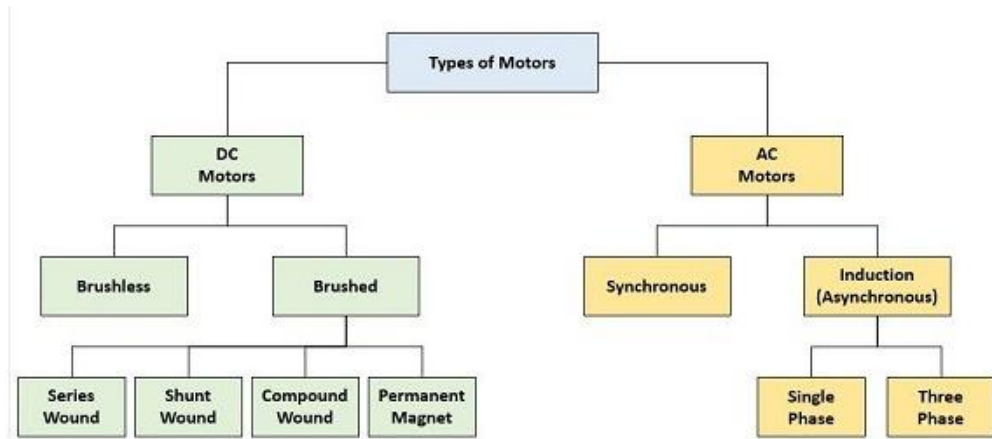 Types of Motors
DC
Motors
AC
Motors
Brushless
Brushed
Synchronous
Induction
(Asynchronous)
Series
Wound
Shunt
Wound
Compound
Wound
Permanent
Magnet
Single
Phase
Three
Phase